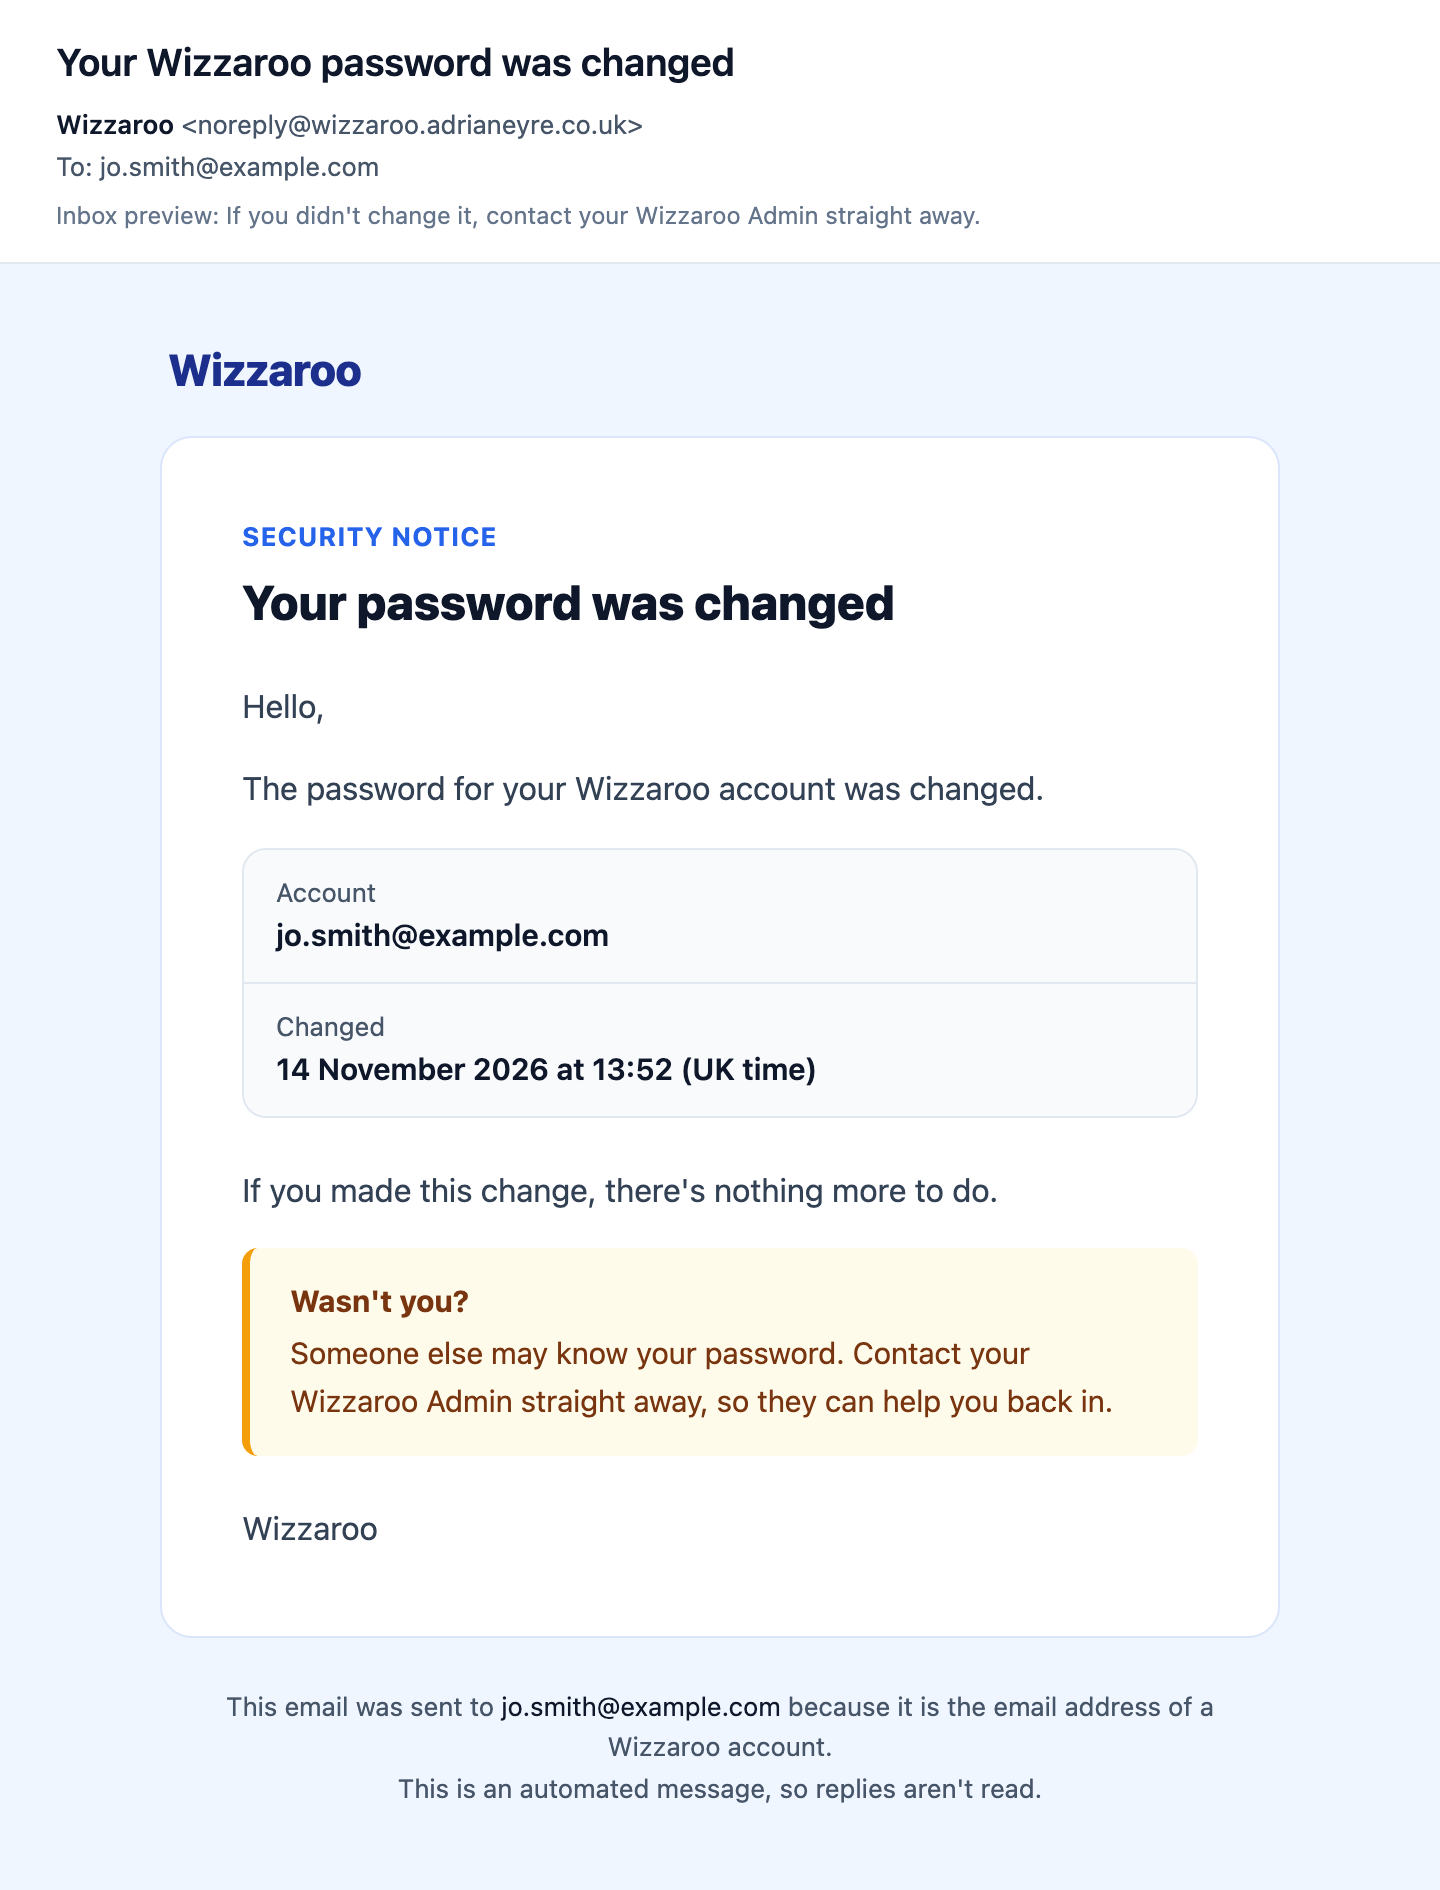 Your Wizzaroo password was changed
Wizzaroo <noreply@wizzaroo.adrianeyre.co.uk>
To: jo.smith@example.com
Inbox preview: If you didn't change it, contact your Wizzaroo Admin straight away.
Wizzaroo
SECURITY NOTICE
Your password was changed
Hello,
The password for your Wizzaroo account was changed.
Account
jo.smith@example.com
Changed
14 November 2026 at 13:52 (UK time)
If you made this change, there's nothing more to do.
Wasn't you?
Someone else may know your password. Contact your
Wizzaroo Admin straight away, so they can help you back in.
Wizzaroo
This email was sent to jo.smith@example.com because it is the email address of a
Wizzaroo account.
This is an automated message, so replies aren't read.